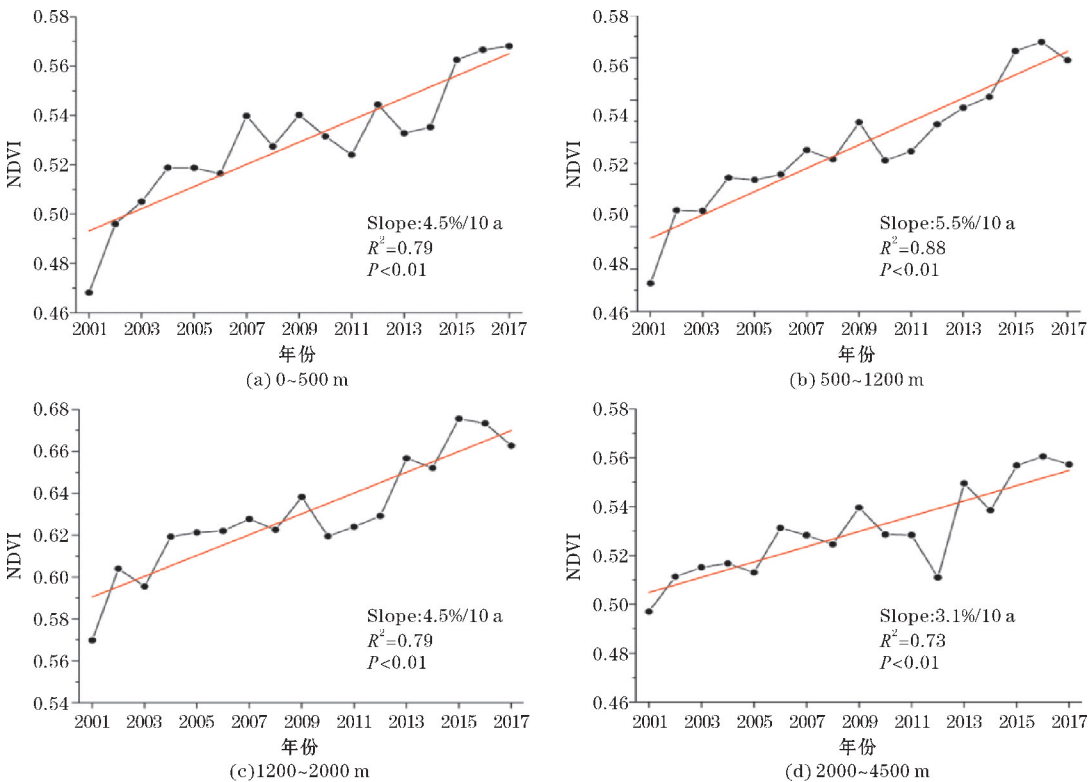 0.58
0.56
0.54
0.52
0.50
0.48
0.46
NDVI
2001 2003 2005 2007 2009 2011 2013 2015 2017
年份
Slope:4.5%/10 a
R²=0.79
P<0.01
(a) 0~500 m
0.58
0.56
0.54
0.52
0.50
0.48
0.46
NDVI
2001 2003 2005 2007 2009 2011 2013 2015 2017
年份
Slope:5.5%/10 a
R²=0.88
P<0.01
(b) 500~1200 m
0.68
0.66
0.64
0.62
0.60
0.58
0.56
0.54
NDVI
2001 2003 2005 2007 2009 2011 2013 2015 2017
年份
Slope:4.5%/10 a
R²=0.79
P<0.01
(c)1200~2000 m
0.58
0.56
0.54
0.52
0.50
0.48
0.46
NDVI
2001 2003 2005 2007 2009 2011 2013 2015 2017
年份
Slope:3.1%/10 a
R²=0.73
P<0.01
(d) 2000~4500 m